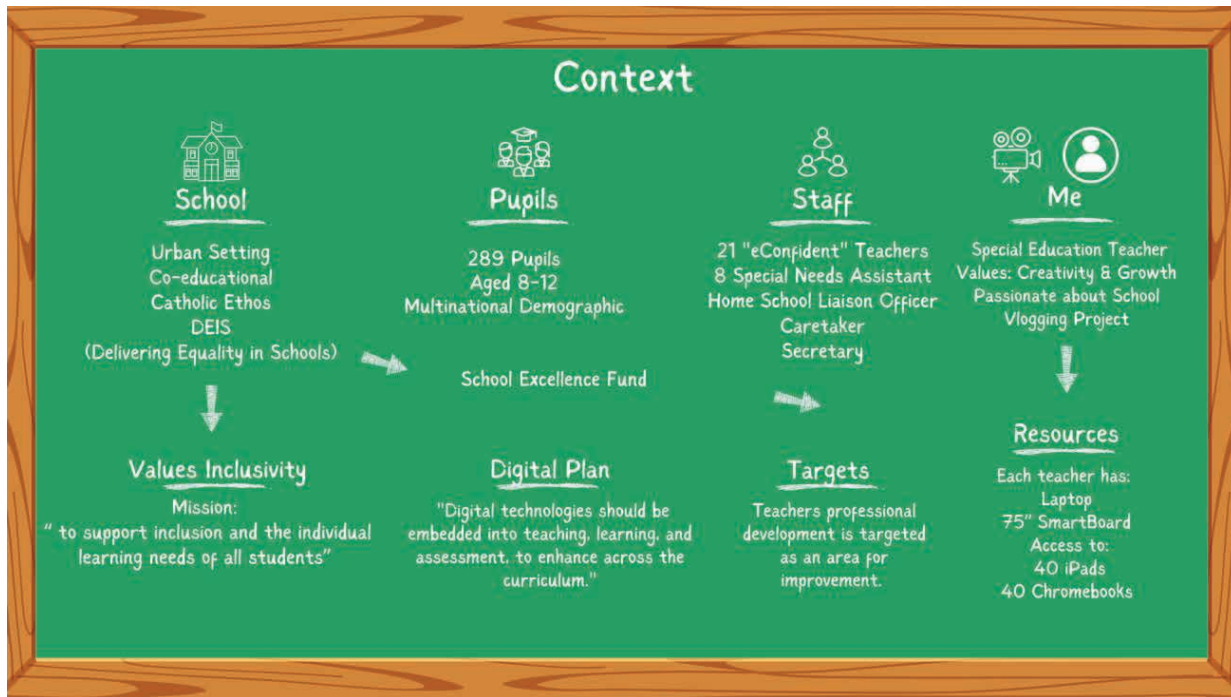 Context
School
Urban Setting
Co-educational
Catholic Ethos
DEIS
(Delivering Equality in Schools)
Pupils
289 Pupils
Aged 8-12
Multinational Demographic
School Excellence Fund
Staff
21 "eConfident" Teachers
8 Special Needs Assistant
Home School Liaison Officer
Caretaker
Secretary
Me
Special Education Teacher
Values: Creativity & Growth
Passionate about School
Vlogging Project
Values Inclusivity
Mission:
" to support inclusion and the individual
learning needs of all students"
Digital Plan
"Digital technologies should be
embedded into teaching, learning, and
assessment, to enhance across the
curriculum."
Targets
Teachers professional
development is targeted
as an area for
improvement.
Resources
Each teacher has:
Laptop
75" SmartBoard
Access to:
40 iPads
40 Chromebooks